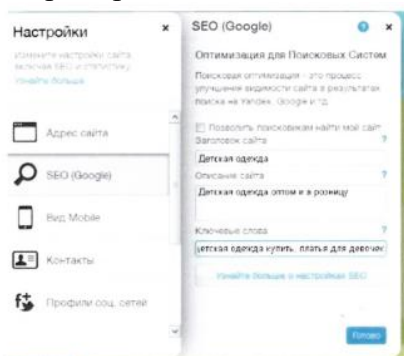 Настройки
Измените настройки сайта
включая SEO и статистику
Узнайте больше
Адрес сайта
SEO (Google)
Вид Mobile
Контакты
Профили соц. сетей
SEO (Google)
Оптимизация для Поисковых Систем
Поисковая оптимизация - это процесс
улучшения видимости сайта в результатах
поиска на Yandex, Google и тд
Позволить поисковикам найти мой сайт
Заголовок сайта ?
Детская одежда
Описание сайта ?
Детская одежда оптом и в розницу
Ключевые слова ?
детская одежда купить, платья для девочек
Узнайте больше о настройках SEO
Готово